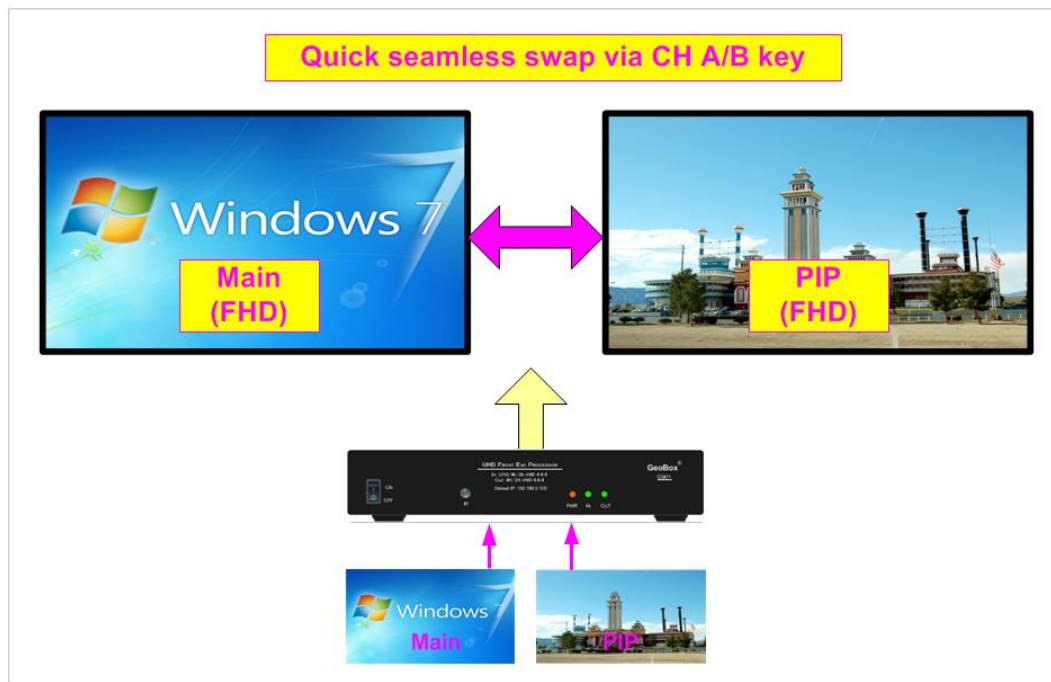 Quick seamless swap via CH A/B key
Windows 7
Main
(FHD)
PIP
(FHD)
UHD Front End Processor
GeoBox
ON
OFF
IR
PWR IN OUT
Windows 7
Main
PIP